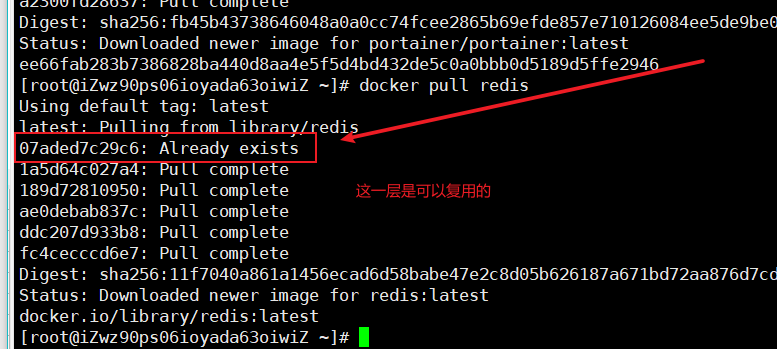 a2300fd28637: Pull complete
Digest: sha256:fb45b43738646048a0a0cc74fcee2865b69efde857e710126084ee5de9be0
Status: Downloaded newer image for portainer/portainer:latest
ee66fab283b7386828ba440d8aa4e5f5d4bd432de5c0a0bbb0d5189d5ffe2946
[root@iZwz90ps06ioyada63oiwiZ ~]# docker pull redis
Using default tag: latest
latest: Pulling from library/redis
07aded7c29c6: Already exists
1a5d64c027a4: Pull complete
189d72810950: Pull complete
这一层是可以复用的
ae0debab837c: Pull complete
ddc207d933b8: Pull complete
fc4cecccd6e7: Pull complete
Digest: sha256:11f7040a861a1456ecad6d58babe47e2c8d05b626187a671bd72aa876d7cd
Status: Downloaded newer image for redis:latest
docker.io/library/redis:latest
[root@iZwz90ps06ioyada63oiwiZ ~]#